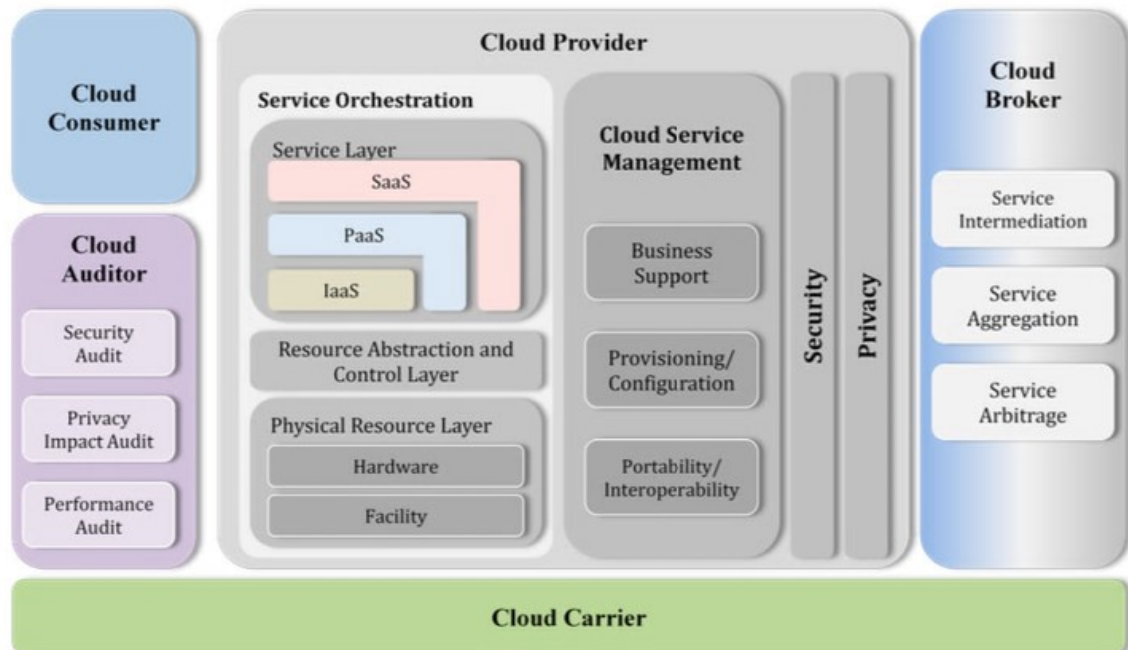 Cloud
Consumer
Cloud
Auditor
Security
Audit
Privacy
Impact Audit
Performance
Audit
Cloud Provider
Service Orchestration
Service Layer
SaaS
PaaS
IaaS
Resource Abstraction and
Control Layer
Physical Resource Layer
Hardware
Facility
Cloud Service
Management
Business
Support
Provisioning/
Configuration
Portability/
Interoperability
Security
Privacy
Cloud
Broker
Service
Intermediation
Service
Aggregation
Service
Arbitrage
Cloud Carrier